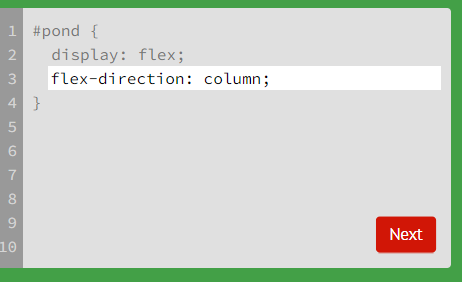 1 #pond {
2 display: flex;
3 flex-direction: column;
4 }
5
6
7
8
9
10
Next